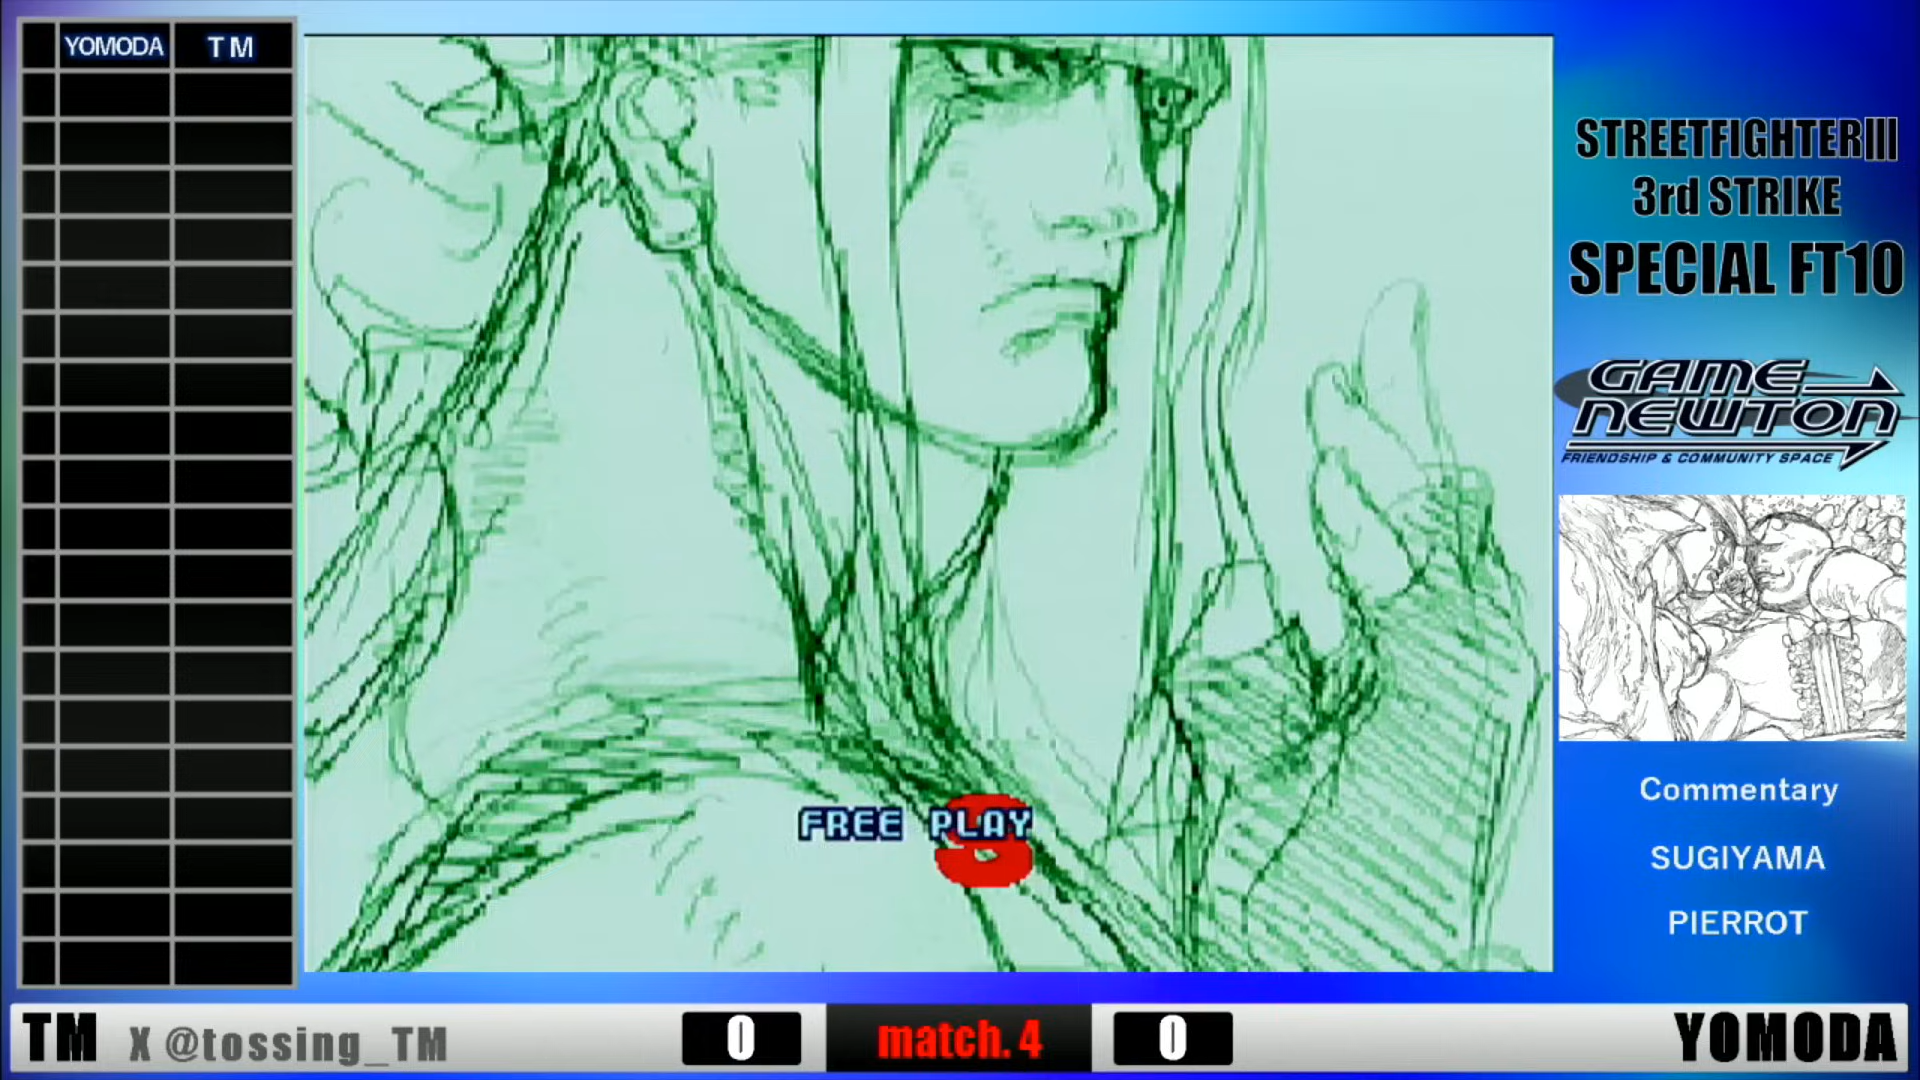 YOMODA TM
STREETFIGHTERIII
3rd STRIKE
SPECIAL FT10
GAME
NEWTON
FRIENDSHIP & COMMUNITY SPACE
FREE PLAY
Commentary
SUGIYAMA
PIERROT
TM X @tossing_TM 0 match. 4 0 YOMODA